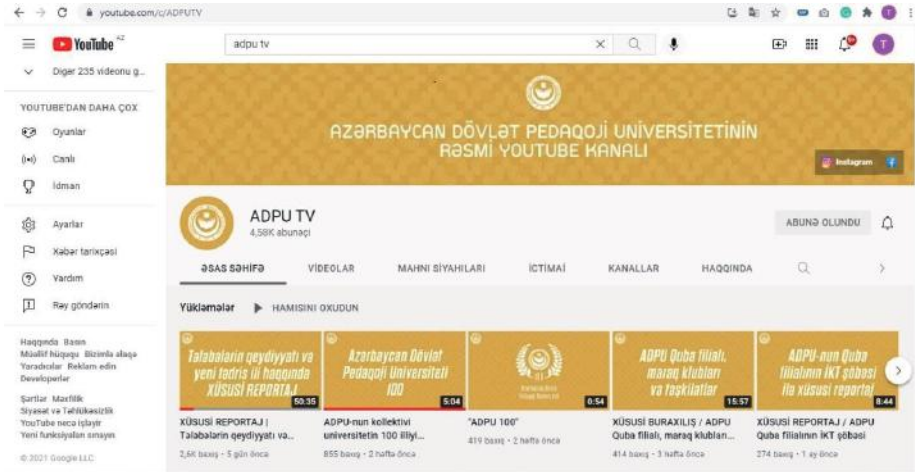 youtube.com/c/ADPUTV
YouTube AZ
adpu tv
T
Digər 235 videonu g...
YOUTUBE'DAN DAHA ÇOX
Oyunlar
Canlı
İdman
Ayarlar
Xəbər tarixçəsi
Yardım
Rəy göndərin
Haqqında Basın
Müəllif hüququ Bizimlə əlaqə
Yaradıcılar Reklam edin
Developerlər
Şərtlər Məxfilik
Siyasət və Təhlükəsizlik
YouTube necə işləyir
Yeni funksiyaları sınayın
© 2021 Google LLC
AZƏRBAYCAN DÖVLƏT PEDAQOJİ UNİVERSİTETİNİN
RƏSMİ YOUTUBE KANALI
Instagram
ADPU TV
4,58K abunəçi
ABUNƏ OLUNDU
ƏSAS SƏHİFƏ VİDEOLAR MAHNI SİYAHILARI İCTİMAİ KANALLAR HAQQINDA
Yükləmələr HAMISINI OXUDUN
Tələbələrin qeydiyyatı və
yeni tədris ili haqqında
XÜSUSİ REPORTAJ
50:35
XÜSUSİ REPORTAJ |
Tələbələrin qeydiyyatı və...
2,6K baxış • 5 gün öncə
Azərbaycan Dövlət
Pedaqoji Universiteti
100
5:04
ADPU-nun kollektivi
universitetin 100 illiyi...
855 baxış • 2 həftə öncə
0:54
"ADPU 100"
419 baxış • 2 həftə öncə
ADPU Quba filialı,
maraq klubları
və təşkilatlar
15:57
XÜSUSİ BURAXILIŞ / ADPU
Quba filialı, maraq klubları...
414 baxış • 3 həftə öncə
ADPU-nun Quba
filialının İKT şöbəsi
ilə xüsusi reportaj
8:44
XÜSUSİ REPORTAJ / ADPU
Quba filialının İKT şöbəsi
274 baxış • 1 ay öncə